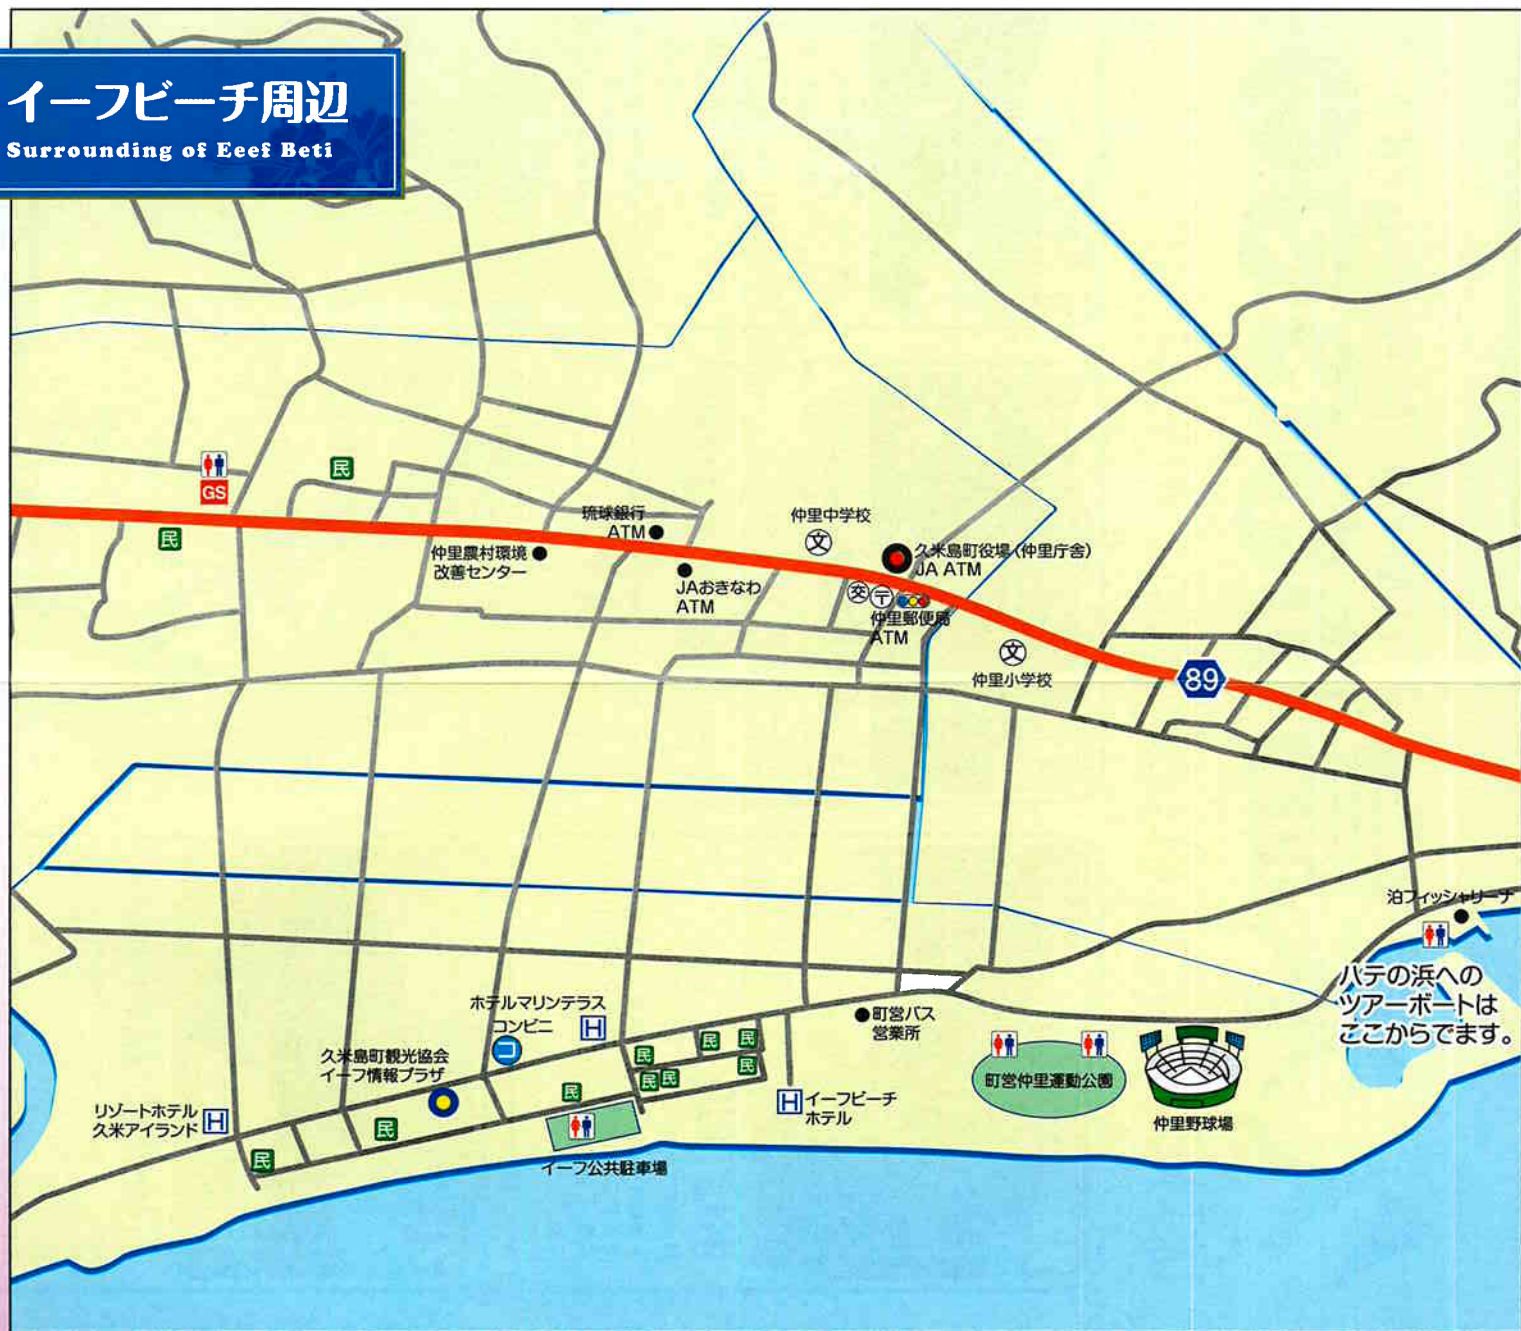 イーフビーチ周辺
Surrounding of Eeef Beti
GS
民
民
琉球銀行
ATM
仲里農村環境
改善センター
JAおきなわ
ATM
仲里中学校
文
久米島町役場(仲里庁舎)
JA ATM
交
〒
仲里郵便局
ATM
文
仲里小学校
89
泊フィッシャリーナ
ハテの浜への
ツアーボートは
ここからでます。
ホテルマリンテラス
H
コンビニ
コ
久米島町観光協会
イーフ情報プラザ
リゾートホテル
久米アイランド
H
民
民
民
民
民
民
民
民
民
イーフ公共駐車場
H
イーフビーチ
ホテル
町営バス
営業所
町営仲里運動公園
仲里野球場